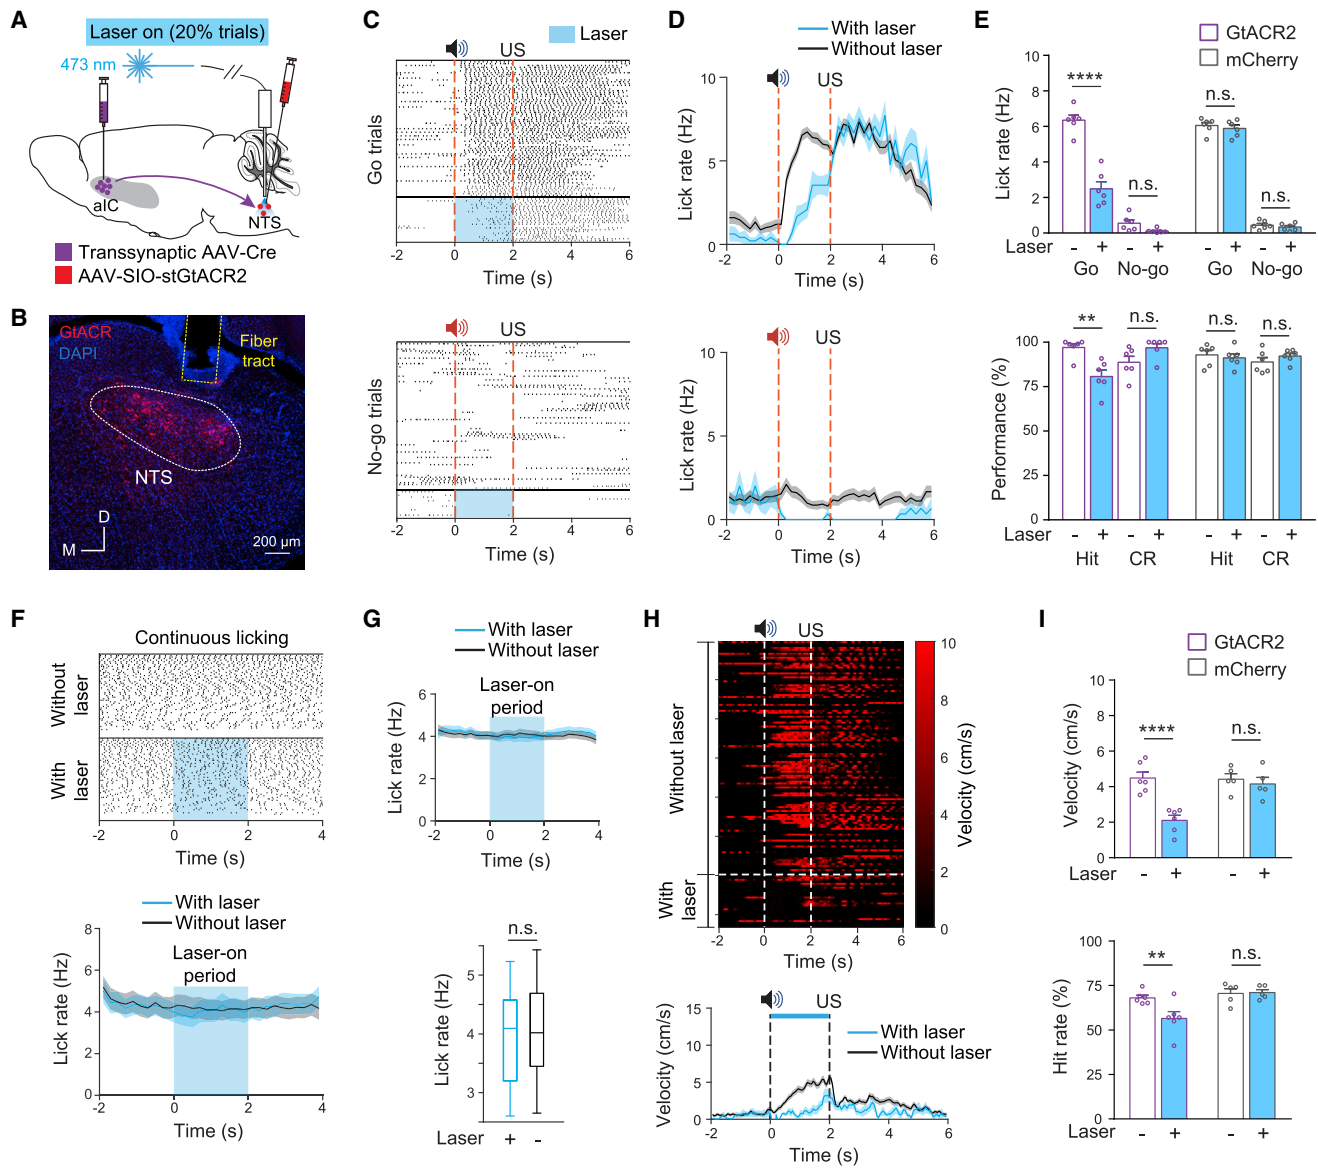 A
Laser on (20% trials)
473 nm
aIC
NTS
Transsynaptic AAV-Cre
AAV-SIO-stGtACR2
B
GtACR
DAPI
Fiber
tract
NTS
D
M
200 µm
C
US
Laser
Go trials
-2 0 2 4 6
Time (s)
US
No-go trials
-2 0 2 4 6
Time (s)
D
With laser
Without laser
US
Lick rate (Hz)
10
5
0
-2 0 2 4 6
Time (s)
US
Lick rate (Hz)
10
5
0
-2 0 2 4 6
Time (s)
E
GtACR2
mCherry
Lick rate (Hz)
10
8
6
4
2
0
****
n.s.
n.s.
n.s.
Laser - + - + - + - +
Go No-go Go No-go
Performance (%)
100
75
50
25
0
**
n.s.
n.s.
n.s.
Laser - + - + - + - +
Hit CR Hit CR
F
Continuous licking
Without
laser
With
laser
-2 0 2 4
Time (s)
With laser
Without laser
Laser-on
period
Lick rate (Hz)
8
6
4
2
0
-2 0 2 4
Time (s)
G
With laser
Without laser
Laser-on
period
Lick rate (Hz)
6
4
2
0
-2 0 2 4
Time (s)
n.s.
Lick rate (Hz)
5
4
3
Laser + -
H
US
Without laser
With
laser
-2 0 2 4 6
Time (s)
10
8
6
4
2
0
Velocity (cm/s)
US
With laser
Without laser
Velocity (cm/s)
15
10
5
0
-2 0 2 4 6
Time (s)
I
GtACR2
mCherry
Velocity (cm/s)
10
8
6
4
2
0
****
n.s.
Laser - + - +
Hit rate (%)
100
75
50
25
0
**
n.s.
Laser - + - +